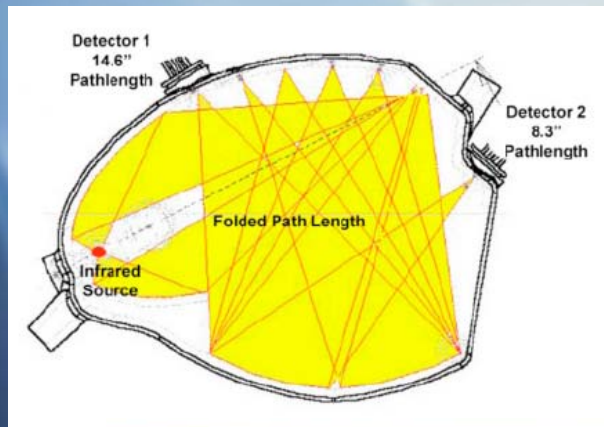 Detector 1
14.6”
Pathlength
Detector 2
8.3”
Pathlength
Folded Path Length
Infrared
Source